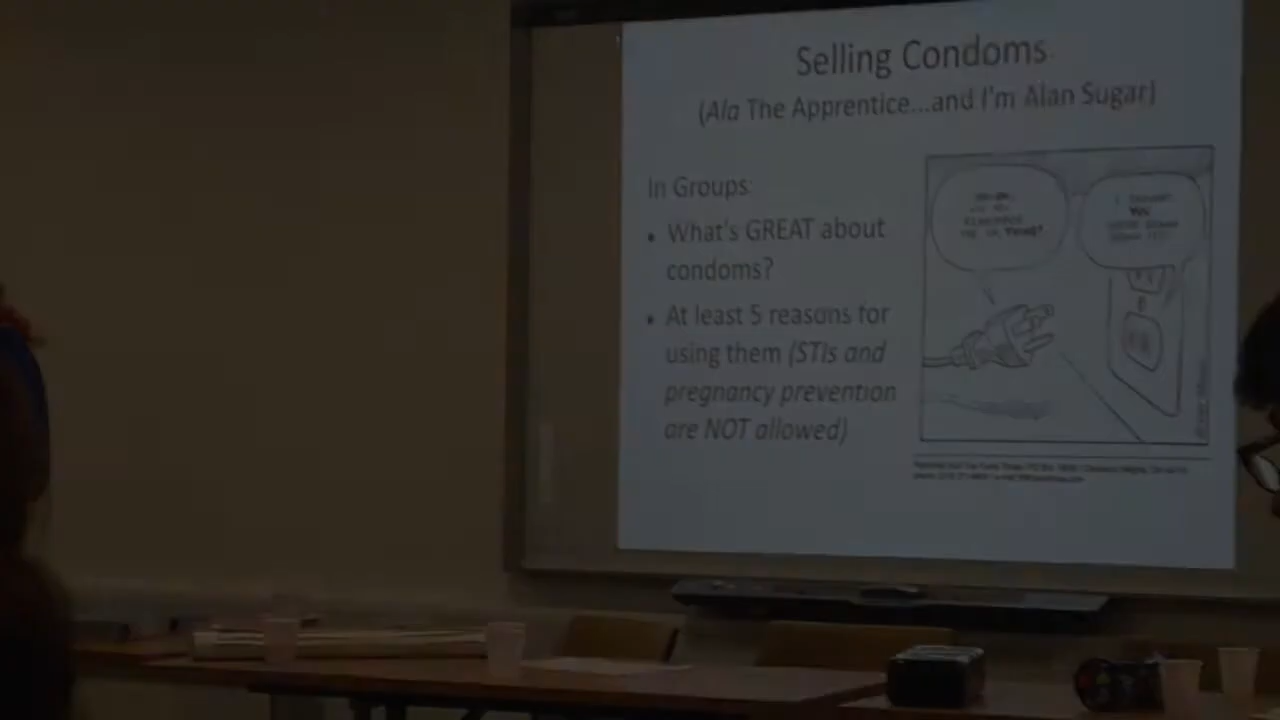 Selling Condoms
(Ala The Apprentice...and I'm Alan Sugar)
In Groups:
• What's GREAT about
condoms?
• At least 5 reasons for
using them (STIs and
pregnancy prevention
are NOT allowed)